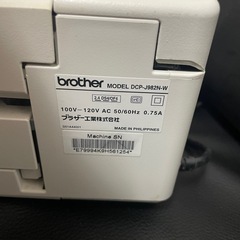 brother MODEL DCP-J982N-W
100V-120V AC 50/60Hz 0.75A
ブラザー工業株式会社
MADE IN PHILIPPINES
Machine SN